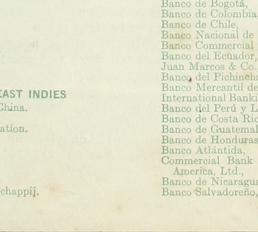 EAST INDIES
China.
ation.
chappij.
Banco de Bogotá,
Banco de Colombia
Banco de Chile,
Banco Nacional de
Banco Commercial
Banco del Ecuador,
Juan Marcos & Co.
Banco del Pichinch
Banco Mercantil de
International Banki
Banco del Perú y L
Banco de Costa Ric
Banco de Guatemal
Banco de Honduras
Banco Atlántida,
Commercial Bank
America, Ltd.,
Banco de Nicaragu
Banco Salvadoreño,